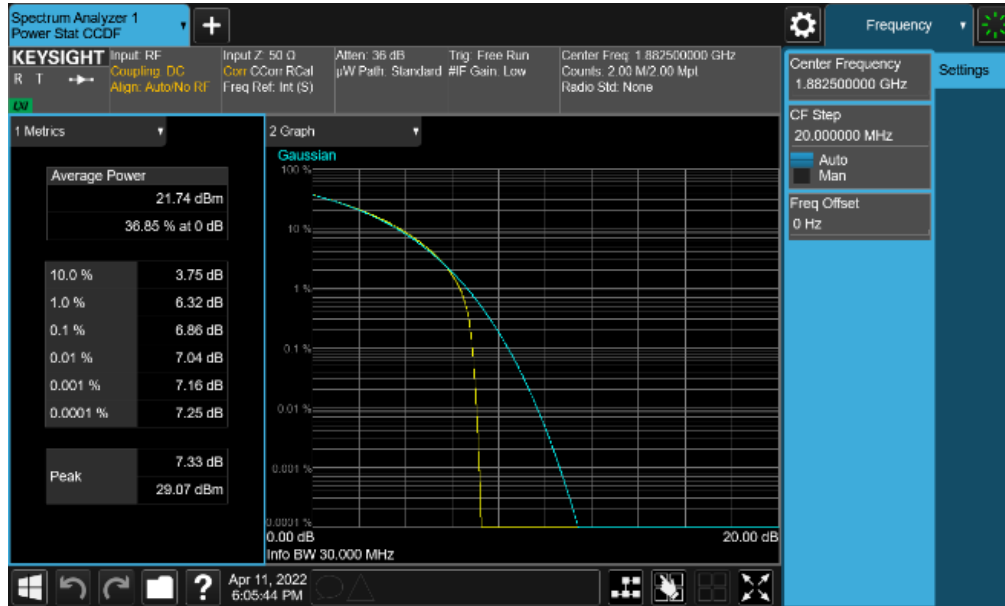 Spectrum Analyzer 1
Power Stat CCDF
+
Frequency
KEYSIGHT
R T
LXI
Input: RF
Coupling: DC
Align: Auto/No RF
Input Z: 50 Ω
Corr CCorr RCal
Freq Ref: Int (S)
Atten: 36 dB
µW Path: Standard
Trig: Free Run
#IF Gain: Low
Center Freq: 1.882500000 GHz
Counts: 2.00 M/2.00 Mpt
Radio Std: None
Center Frequency
1.882500000 GHz
Settings
CF Step
20.000000 MHz
Auto
Man
Freq Offset
0 Hz
1 Metrics
Average Power
21.74 dBm
36.85 % at 0 dB
10.0 % 3.75 dB
1.0 % 6.32 dB
0.1 % 6.86 dB
0.01 % 7.04 dB
0.001 % 7.16 dB
0.0001 % 7.25 dB
Peak
7.33 dB
29.07 dBm
2 Graph
Gaussian
100 %
10 %
1 %
0.1 %
0.01 %
0.001 %
0.0001 %
0.00 dB 20.00 dB
Info BW 30.000 MHz
?
Apr 11, 2022
6:05:44 PM